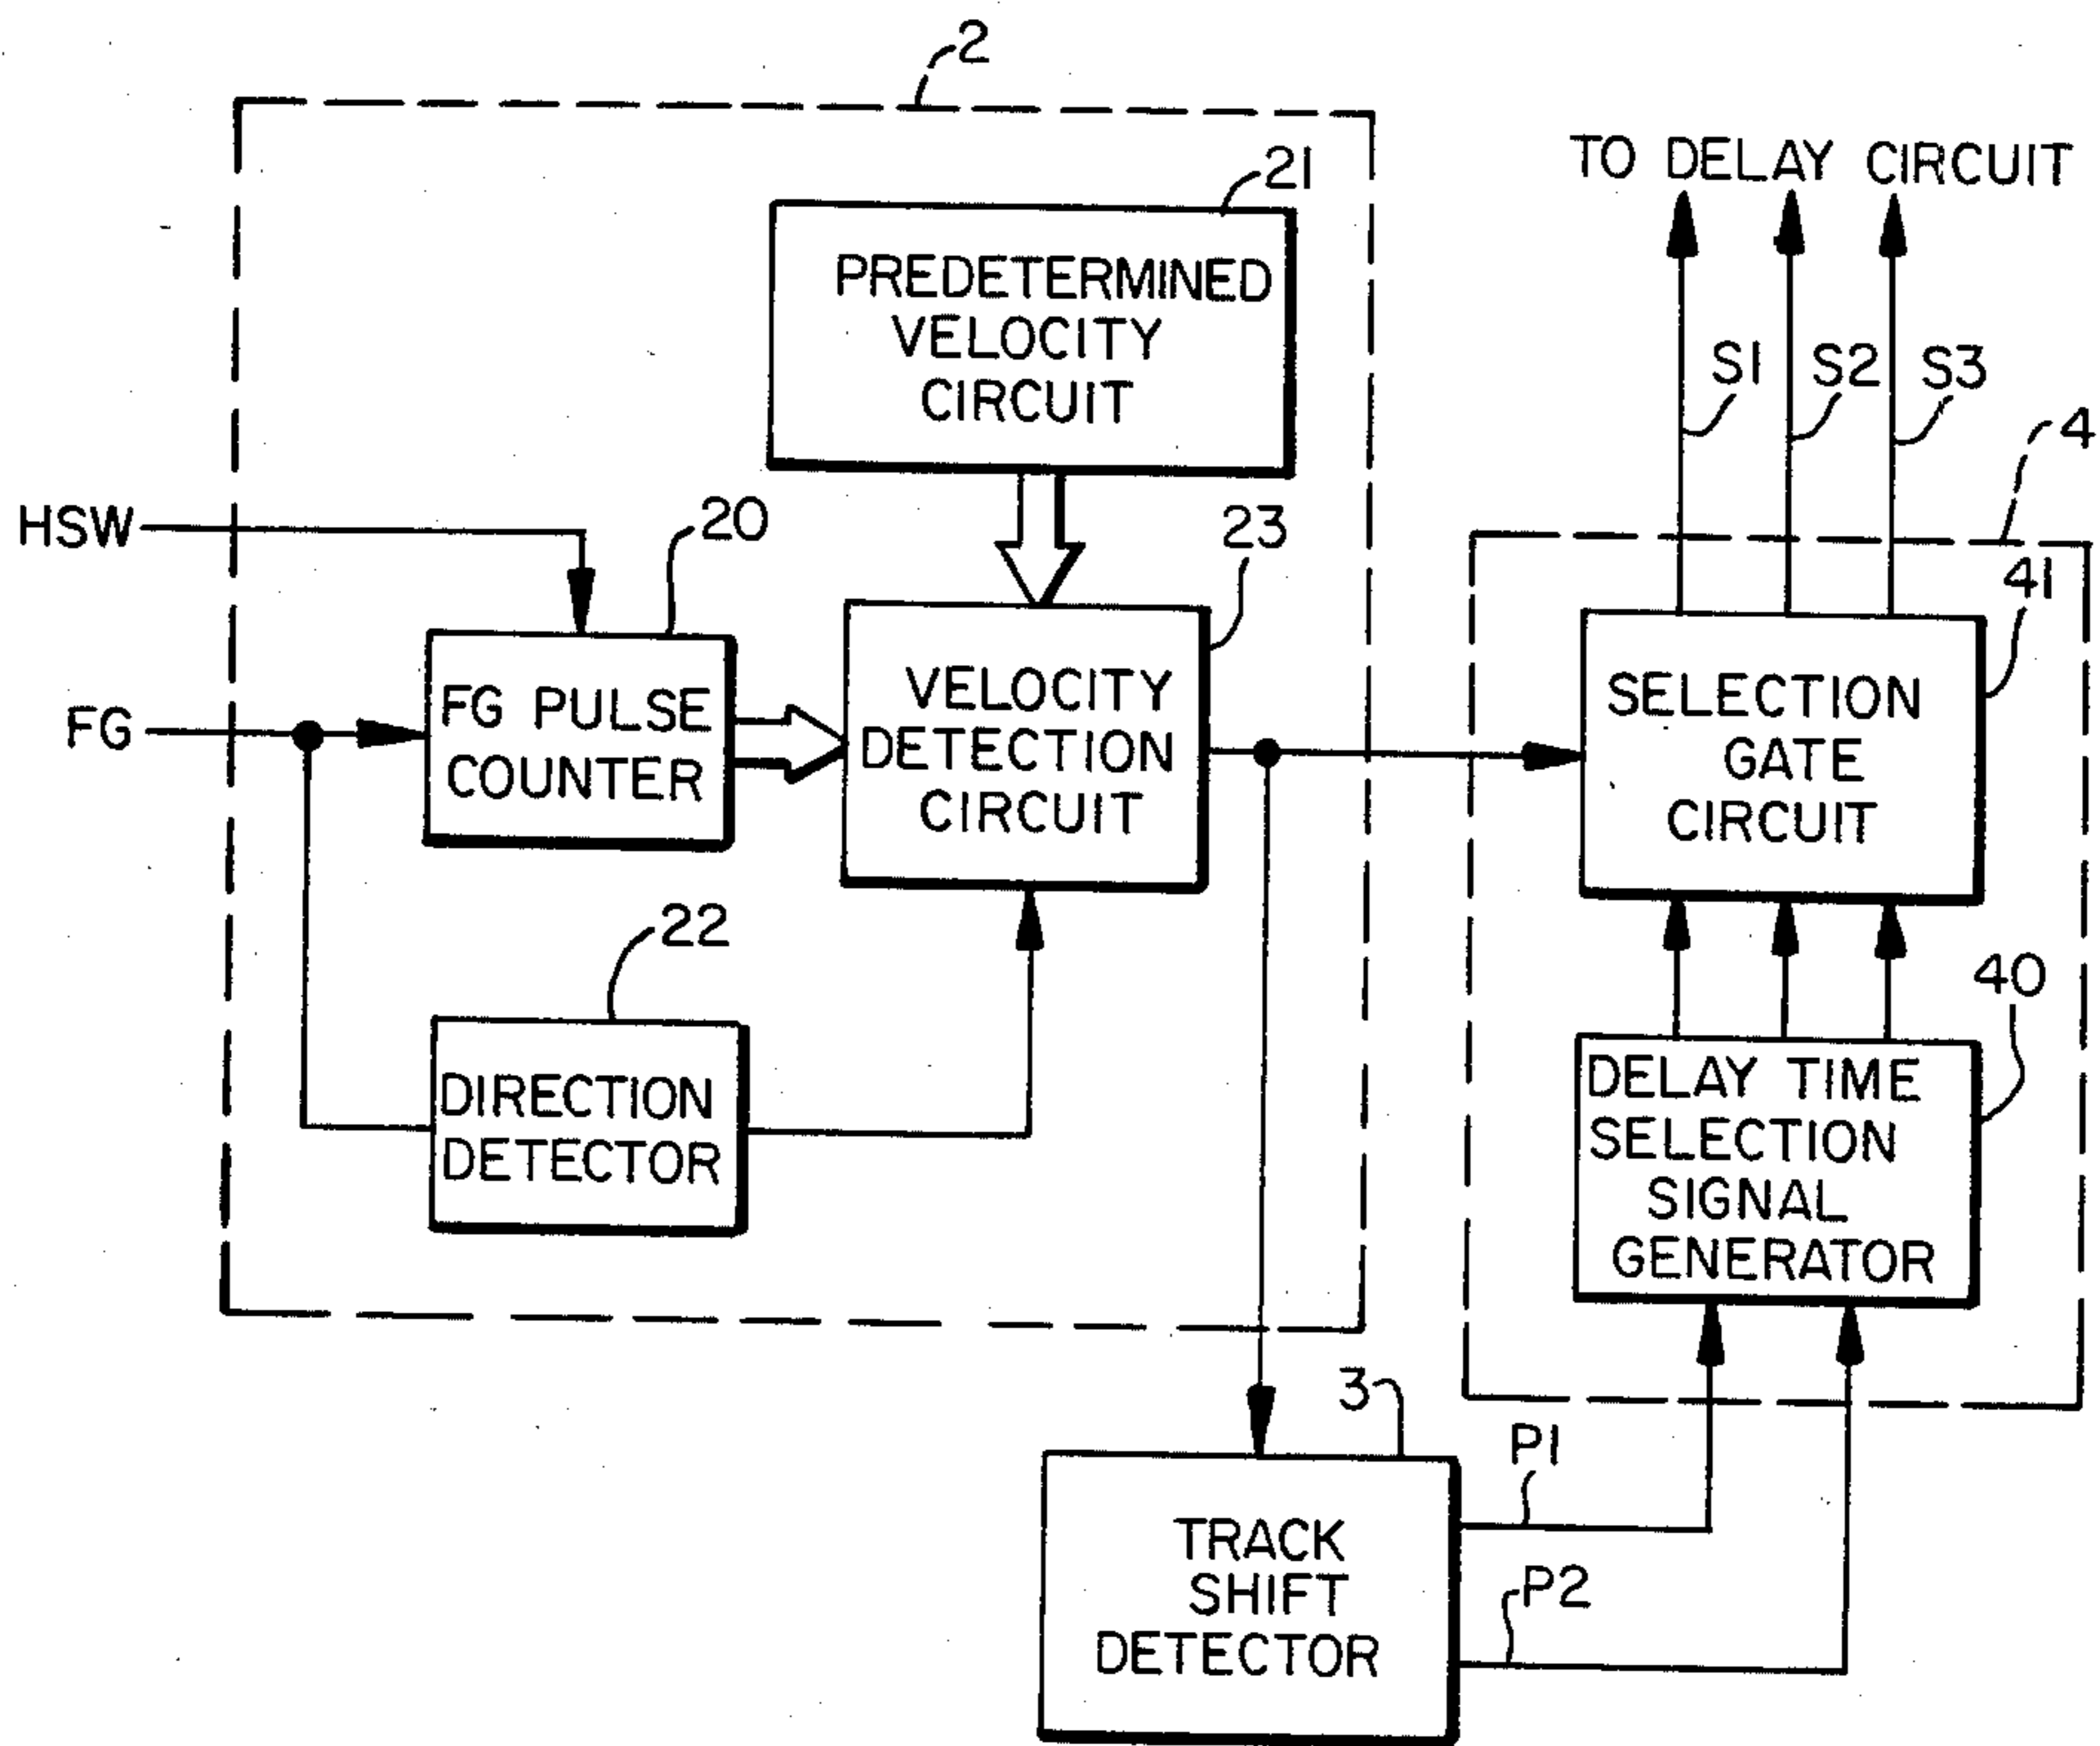 2
TO DELAY CIRCUIT
21
PREDETERMINED
VELOCITY
CIRCUIT
S1 S2 S3
4
HSW
20
23
41
FG
FG PULSE
COUNTER
VELOCITY
DETECTION
CIRCUIT
SELECTION
GATE
CIRCUIT
22
40
DIRECTION
DETECTOR
DELAY TIME
SELECTION
SIGNAL
GENERATOR
3
P1
TRACK
SHIFT
DETECTOR
P2